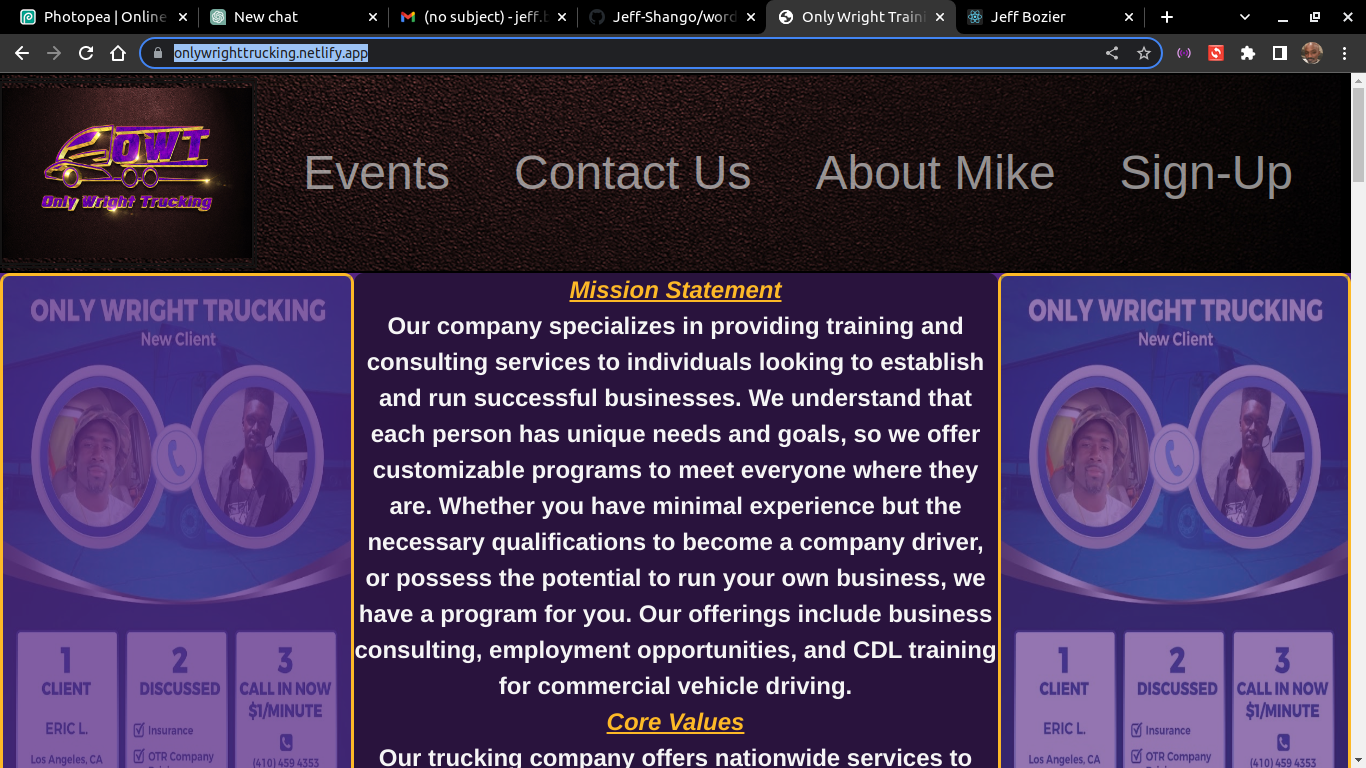 Photopea | Online
New chat
(no subject) - jeff.b
Jeff-Shango/word
Only Wright Traini
Jeff Bozier
onlywrighttrucking.netlify.app
OWT
Only Wright Trucking
Events
Contact Us
About Mike
Sign-Up
ONLY WRIGHT TRUCKING
New Client
1
CLIENT
ERIC L.
Los Angeles, CA
2
DISCUSSED
Insurance
OTR Company
3
CALL IN NOW
$1/MINUTE
(410) 459 4353
Mission Statement
Our company specializes in providing training and
consulting services to individuals looking to establish
and run successful businesses. We understand that
each person has unique needs and goals, so we offer
customizable programs to meet everyone where they
are. Whether you have minimal experience but the
necessary qualifications to become a company driver,
or possess the potential to run your own business, we
have a program for you. Our offerings include business
consulting, employment opportunities, and CDL training
for commercial vehicle driving.
Core Values
Our trucking company offers nationwide services to
ONLY WRIGHT TRUCKING
New Client
1
CLIENT
ERIC L.
Los Angeles, CA
2
DISCUSSED
Insurance
OTR Company
3
CALL IN NOW
$1/MINUTE
(410) 459 4353